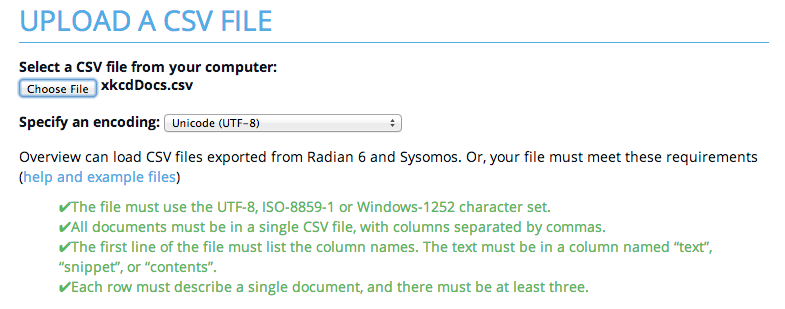 UPLOAD A CSV FILE
Select a CSV file from your computer:
Choose File xkcdDocs.csv
Specify an encoding: Unicode (UTF-8)
Overview can load CSV files exported from Radian 6 and Sysomos. Or, your file must meet these requirements
(help and example files)
✔The file must use the UTF-8, ISO-8859-1 or Windows-1252 character set.
✔All documents must be in a single CSV file, with columns separated by commas.
✔The first line of the file must list the column names. The text must be in a column named “text”,
“snippet”, or “contents”.
✔Each row must describe a single document, and there must be at least three.